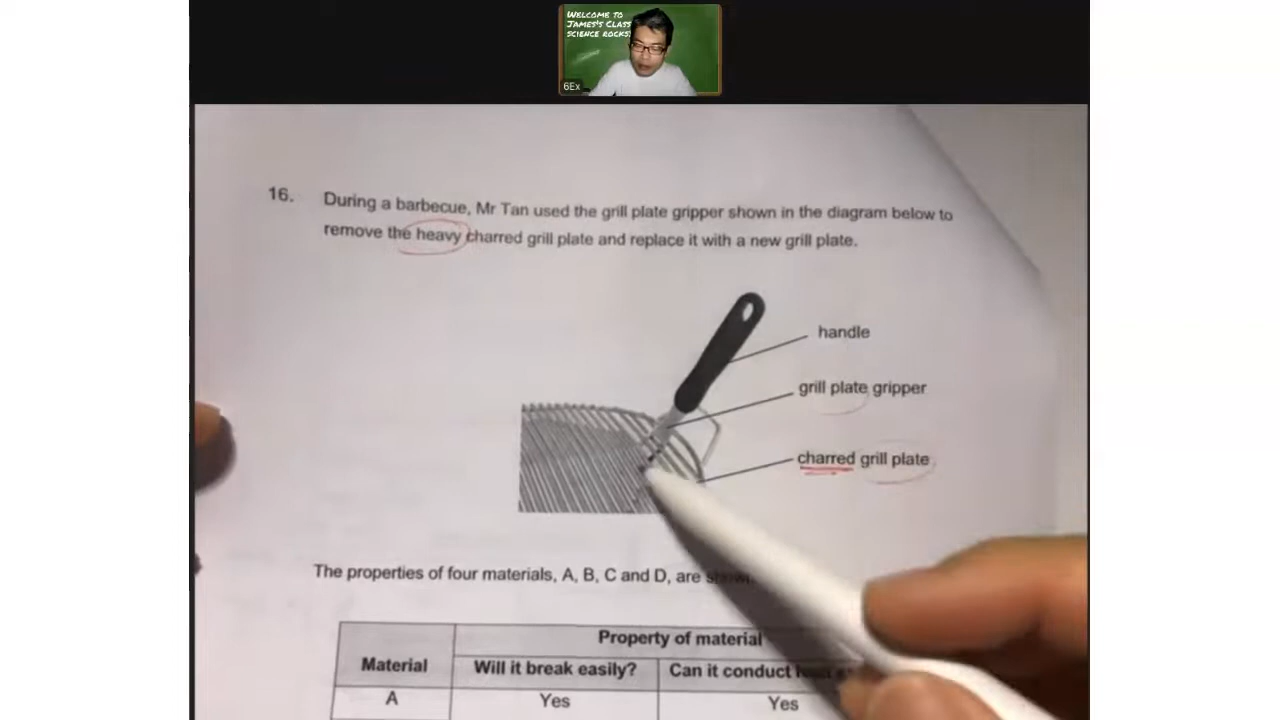 WELCOME TO
JAMES'S CLASS
SCIENCE ROCKS
6Ex
16. During a barbecue, Mr Tan used the grill plate gripper shown in the diagram below to
remove the heavy charred grill plate and replace it with a new grill plate.
handle
grill plate gripper
charred grill plate
The properties of four materials, A, B, C and D, are shown
Property of material
Material Will it break easily? Can it conduct
A Yes Yes